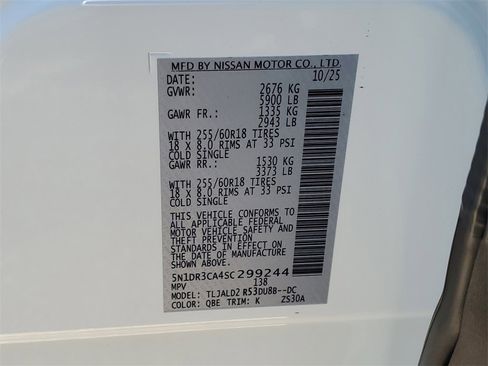 MFD BY NISSAN MOTOR CO., LTD.
DATE: 10/25
GVWR: 2676 KG
5900 LB
GAWR FR.: 1335 KG
2943 LB
WITH 255/60R18 TIRES
18 X 8.0 RIMS AT 33 PSI
COLD SINGLE
GAWR RR.: 1530 KG
3373 LB
WITH 255/60R18 TIRES
18 X 8.0 RIMS AT 33 PSI
COLD SINGLE
THIS VEHICLE CONFORMS TO
ALL APPLICABLE FEDERAL
MOTOR VEHICLE SAFETY AND
THEFT PREVENTION
STANDARDS IN EFFECT ON
THE DATE OF MANUFACTURE
SHOWN ABOVE.
5N1DR3CA4SC299244
MPV 138
MODEL: TLJALD2 R53DU8B--DC
COLOR: QBE TRIM: K ZS30A